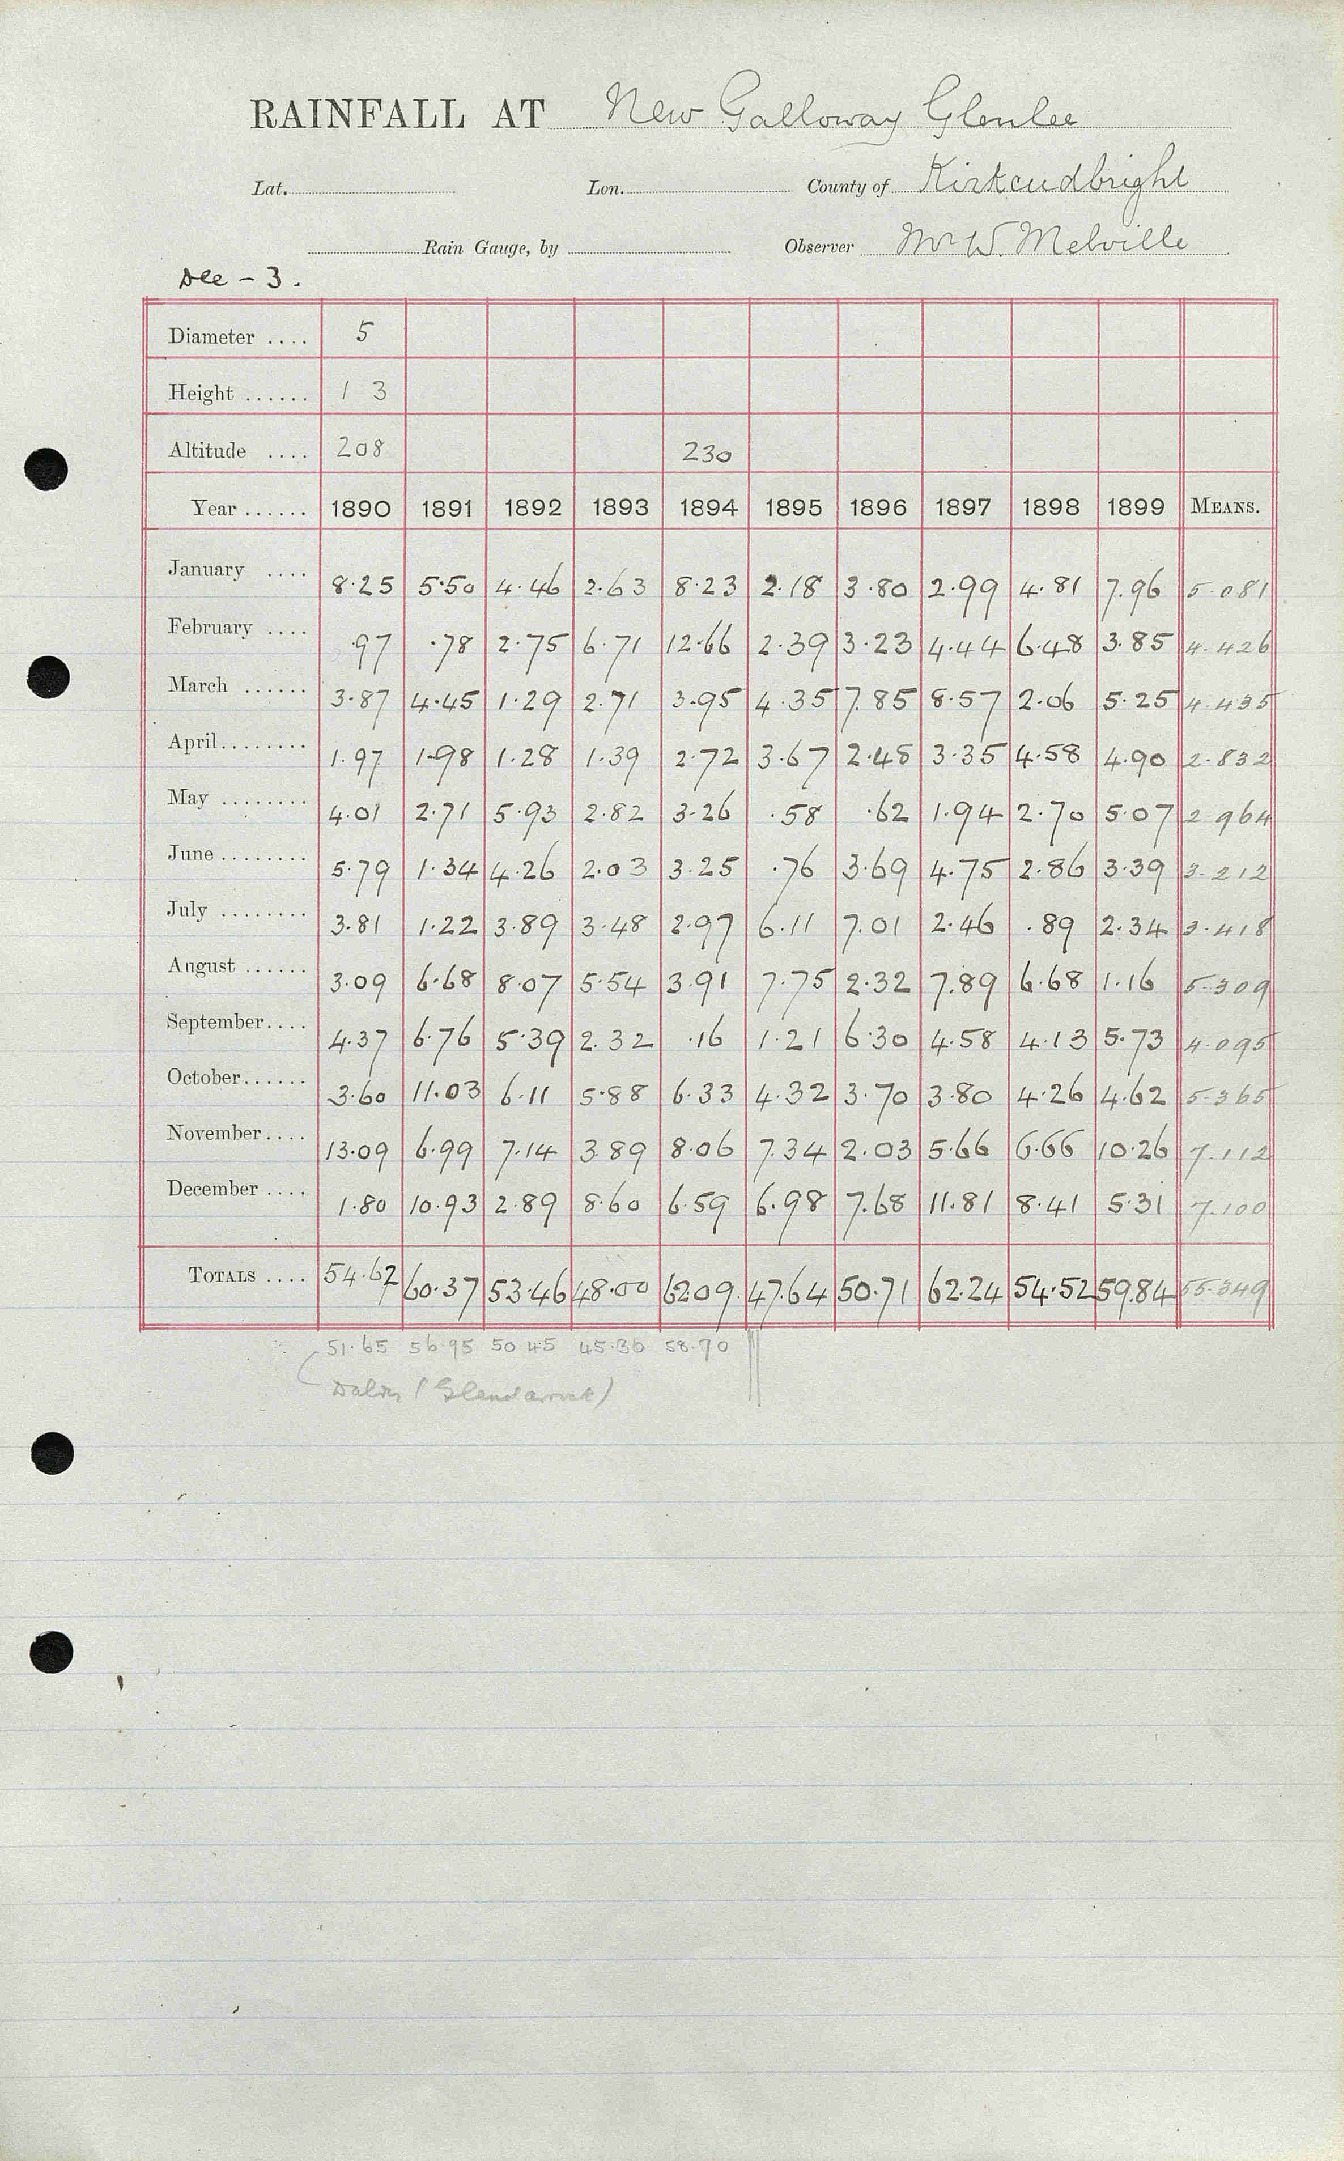 RAINFALL AT New Galloway Glenlee
Lat. Lon. County of Kirkcudbright
Rain Gauge, by Observer Mr W. Melville
Dee - 3.
Diameter .... 5
Height ...... 1 3
Altitude .... 208 230
Year ...... 1890 1891 1892 1893 1894 1895 1896 1897 1898 1899 MEANS.
January .... 8.25 5.50 4.46 2.63 8.23 2.18 3.80 2.99 4.81 7.96 5.081
February .... .97 .78 2.75 6.71 12.66 2.39 3.23 4.44 6.48 3.85 4.426
March ...... 3.87 4.45 1.29 2.71 3.95 4.35 7.85 8.57 2.06 5.25 4.435
April........ 1.97 1.98 1.28 1.39 2.72 3.67 2.48 3.35 4.58 4.90 2.832
May ........ 4.01 2.71 5.93 2.82 3.26 .58 .62 1.94 2.70 5.07 2.964
June ........ 5.79 1.34 4.26 2.03 3.25 .76 3.69 4.75 2.86 3.39 3.212
July ........ 3.81 1.22 3.89 3.48 2.97 6.11 7.01 2.46 .89 2.34 3.418
August ...... 3.09 6.68 8.07 5.54 3.91 7.75 2.32 7.89 6.68 1.16 5.309
September.... 4.37 6.76 5.39 2.32 .16 1.21 6.30 4.58 4.13 5.73 4.095
October...... 3.60 11.03 6.11 5.88 6.33 4.32 3.70 3.80 4.26 4.62 5.365
November.... 13.09 6.99 7.14 3.89 8.06 7.34 2.03 5.66 6.66 10.26 7.112
December .... 1.80 10.93 2.89 8.60 6.59 6.98 7.68 11.81 8.41 5.31 7.100
TOTALS .... 54.62 60.37 53.46 48.00 62.09 47.64 50.71 62.24 54.52 59.84 55.349
51.65 56.95 50.45 45.30 58.70